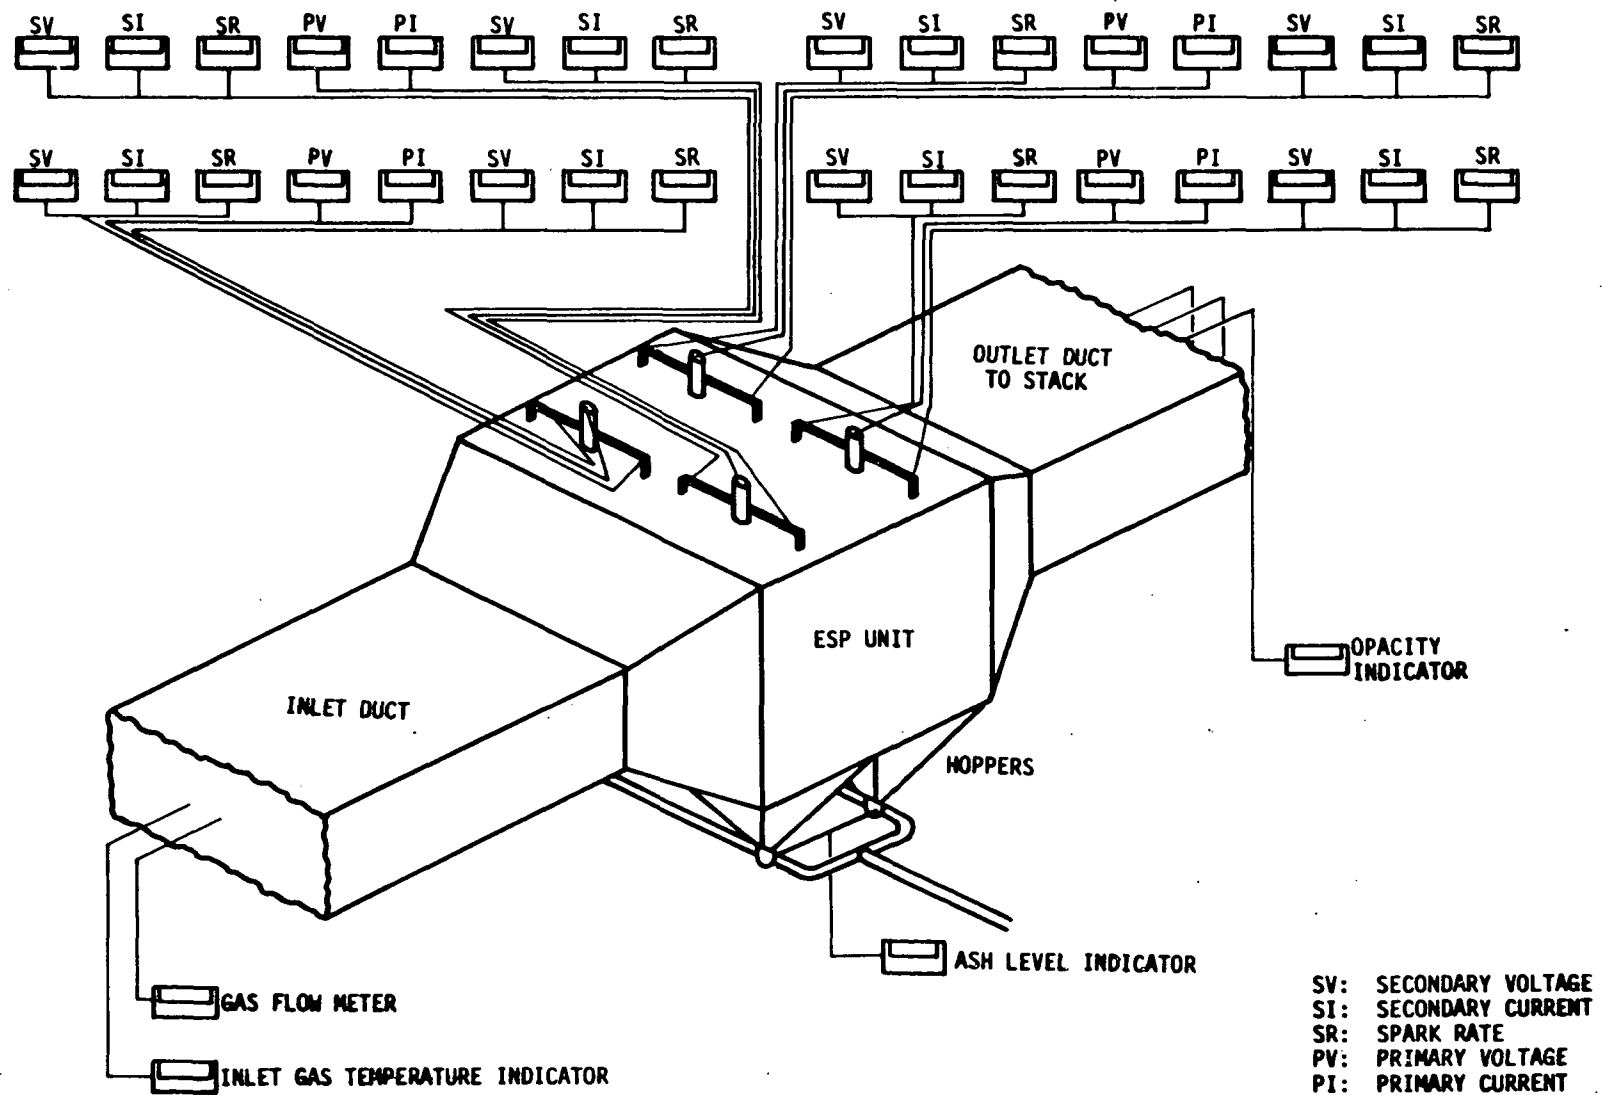 SV SI SR PV PI SV SI SR SV SI SR PV PI SV SI SR
SV SI SR PV PI SV SI SR SV SI SR PV PI SV SI SR
OUTLET DUCT
TO STACK
ESP UNIT
OPACITY
INDICATOR
INLET DUCT
HOPPERS
ASH LEVEL INDICATOR
GAS FLOW METER
INLET GAS TEMPERATURE INDICATOR
SV: SECONDARY VOLTAGE
SI: SECONDARY CURRENT
SR: SPARK RATE
PV: PRIMARY VOLTAGE
PI: PRIMARY CURRENT